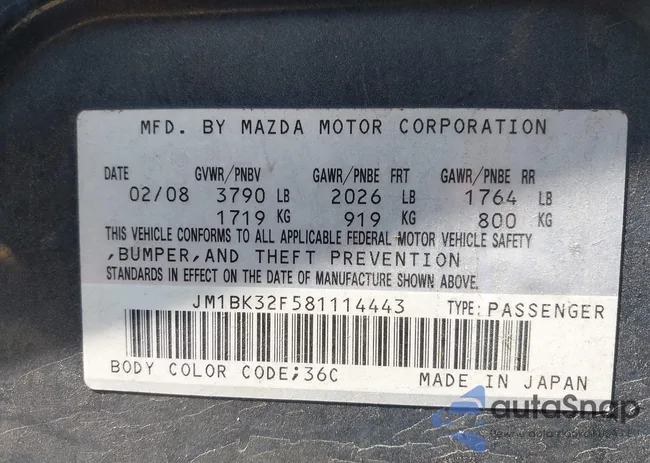 MFD. BY MAZDA MOTOR CORPORATION
DATE GVWR/PNBV GAWR/PNBE FRT GAWR/PNBE RR
02/08 3790 LB 2026 LB 1764 LB
1719 KG 919 KG 800 KG
THIS VEHICLE CONFORMS TO ALL APPLICABLE FEDERAL MOTOR VEHICLE SAFETY
,BUMPER,AND THEFT PREVENTION
STANDARDS IN EFFECT ON THE DATE OF MANUFACTURE SHOWN ABOVE.
JM1BK32F581114443 TYPE:PASSENGER
BODY COLOR CODE;36C MADE IN JAPAN
autoSnap